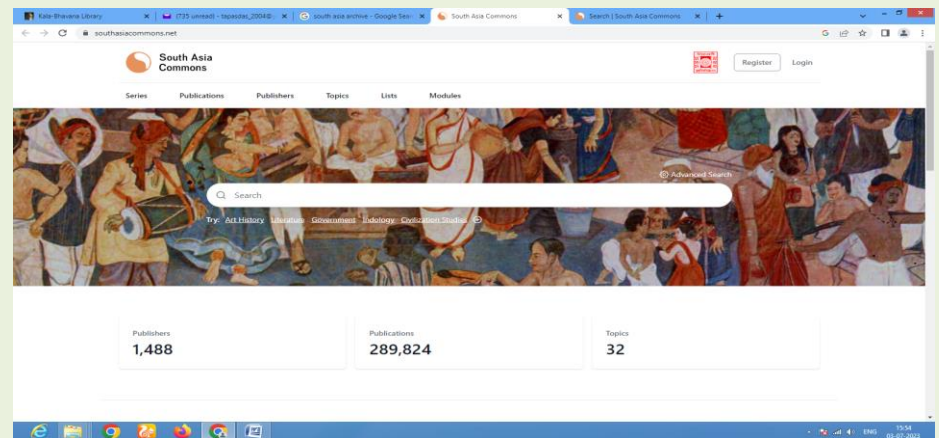 Kala-Bhavana Library
(735 unread) - tapasdas_2004@
south asia archive - Google Sear
South Asia Commons
Search | South Asia Commons
southasiacommons.net
South Asia
Commons
Register
Login
Series
Publications
Publishers
Topics
Lists
Modules
Advanced Search
Search
Try: Art History Literature Government Indology Civilization Studies
Publishers
1,488
Publications
289,824
Topics
32
ENG
15:54
03-07-2023